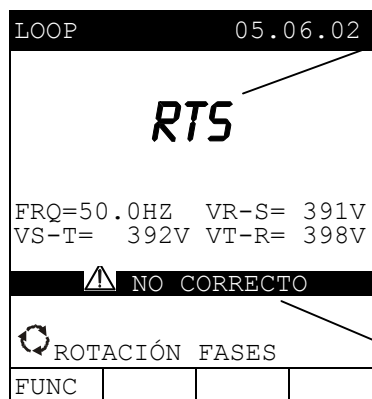 LOOP 05.06.02
RTS
FRQ=50.0HZ VR-S= 391V
VS-T= 392V VT-R= 398V
NO CORRECTO
ROTACIÓN FASES
FUNC